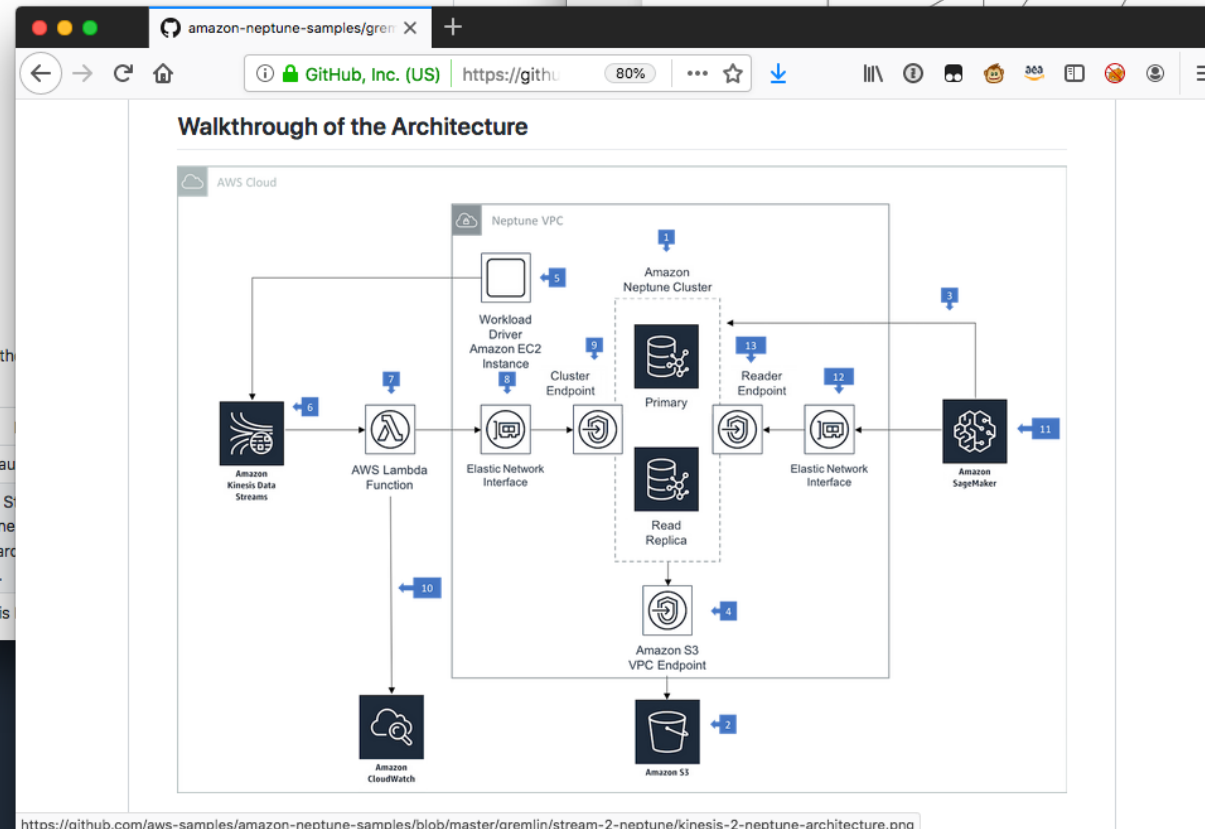 amazon-neptune-samples/grem
GitHub, Inc. (US)
https://githu
80%
aea
Walkthrough of the Architecture
AWS Cloud
Neptune VPC
1
Amazon
Neptune Cluster
5
3
Workload
Driver
Amazon EC2
Instance
9
13
Cluster
Endpoint
Reader
Endpoint
7
8
12
Primary
6
11
Amazon
Kinesis Data
Streams
AWS Lambda
Function
Elastic Network
Interface
Elastic Network
Interface
Amazon
SageMaker
Read
Replica
10
4
Amazon S3
VPC Endpoint
2
Amazon
CloudWatch
Amazon S3
https://github.com/aws-samples/amazon-neptune-samples/blob/master/gremlin/stream-2-neptune/kinesis-2-neptune-architecture.png